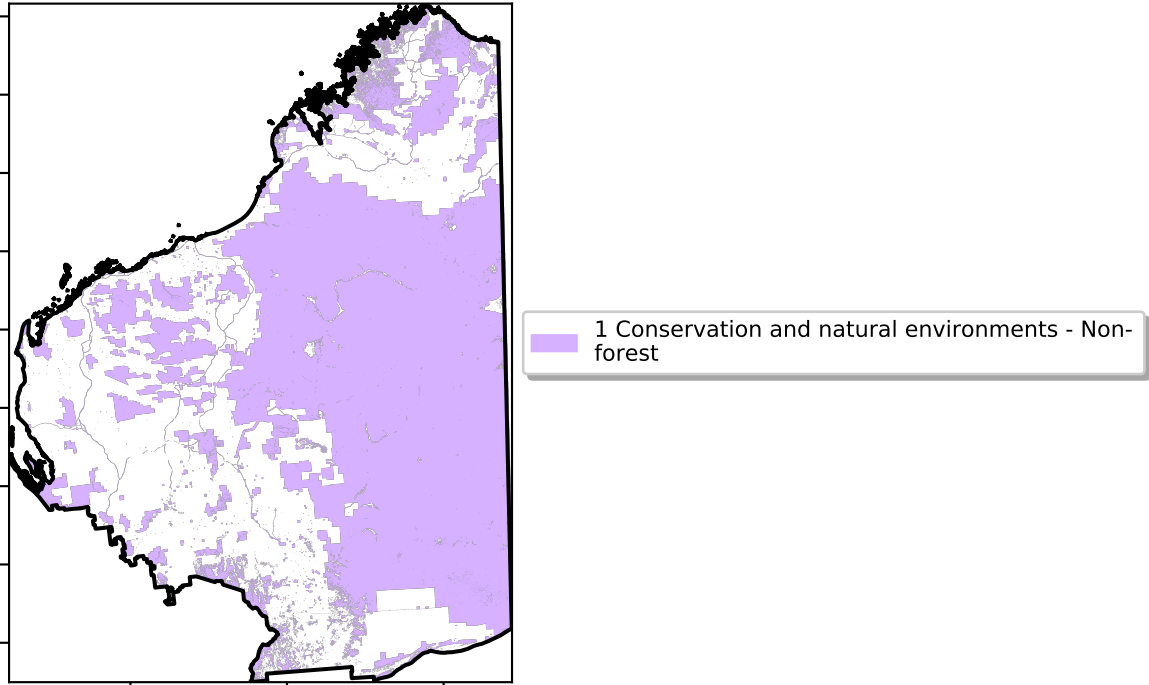 1 Conservation and natural environments - Non-
forest